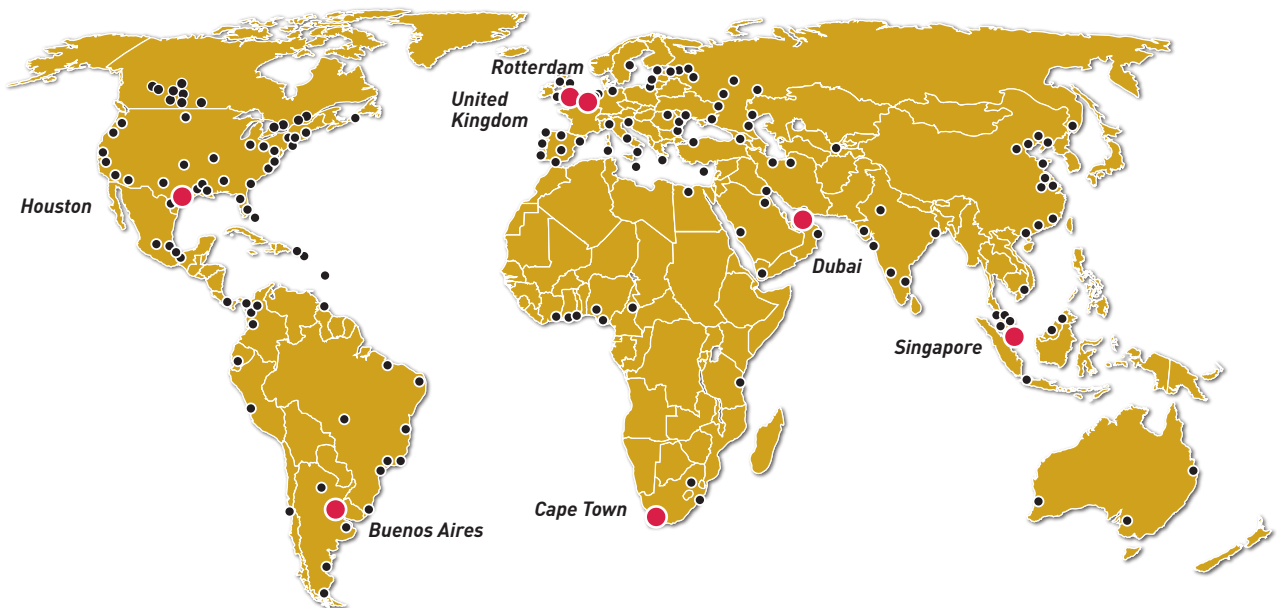 Rotterdam
United
Kingdom
Houston
Dubai
Singapore
Cape Town
Buenos Aires